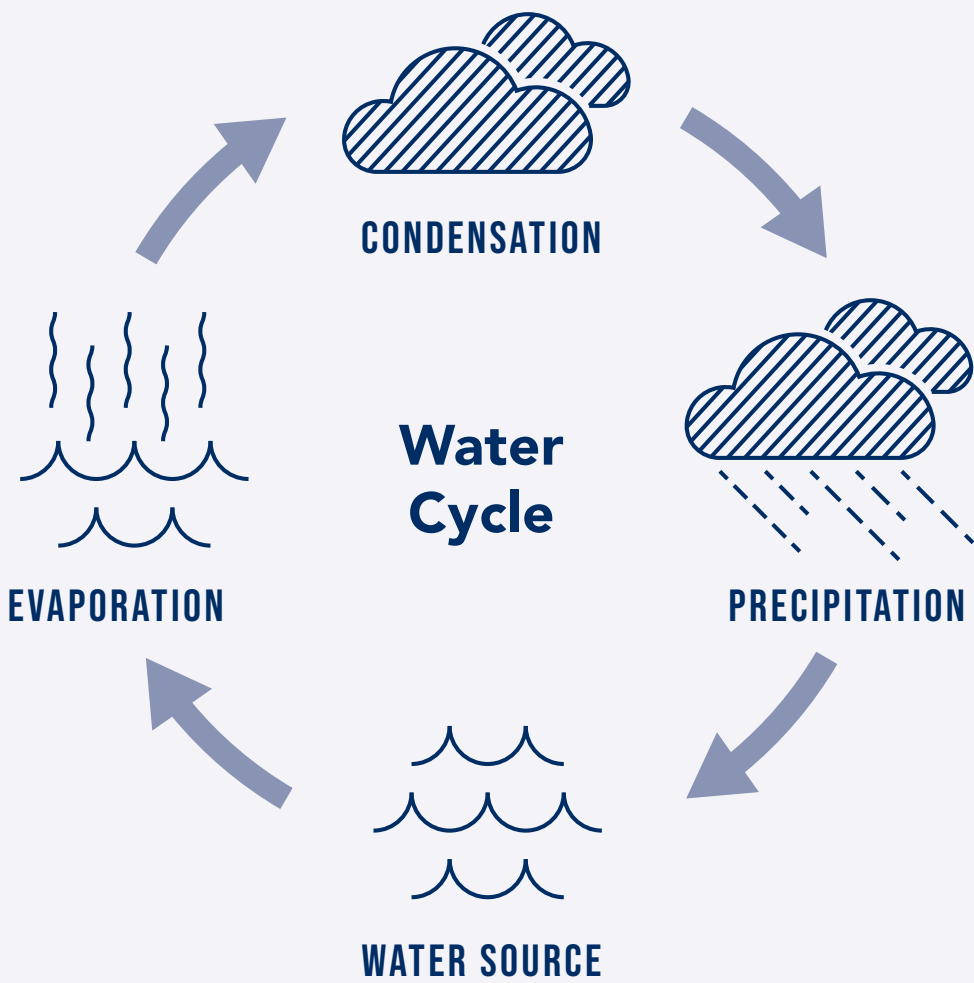 CONDENSATION
Water
Cycle
EVAPORATION
PRECIPITATION
WATER SOURCE